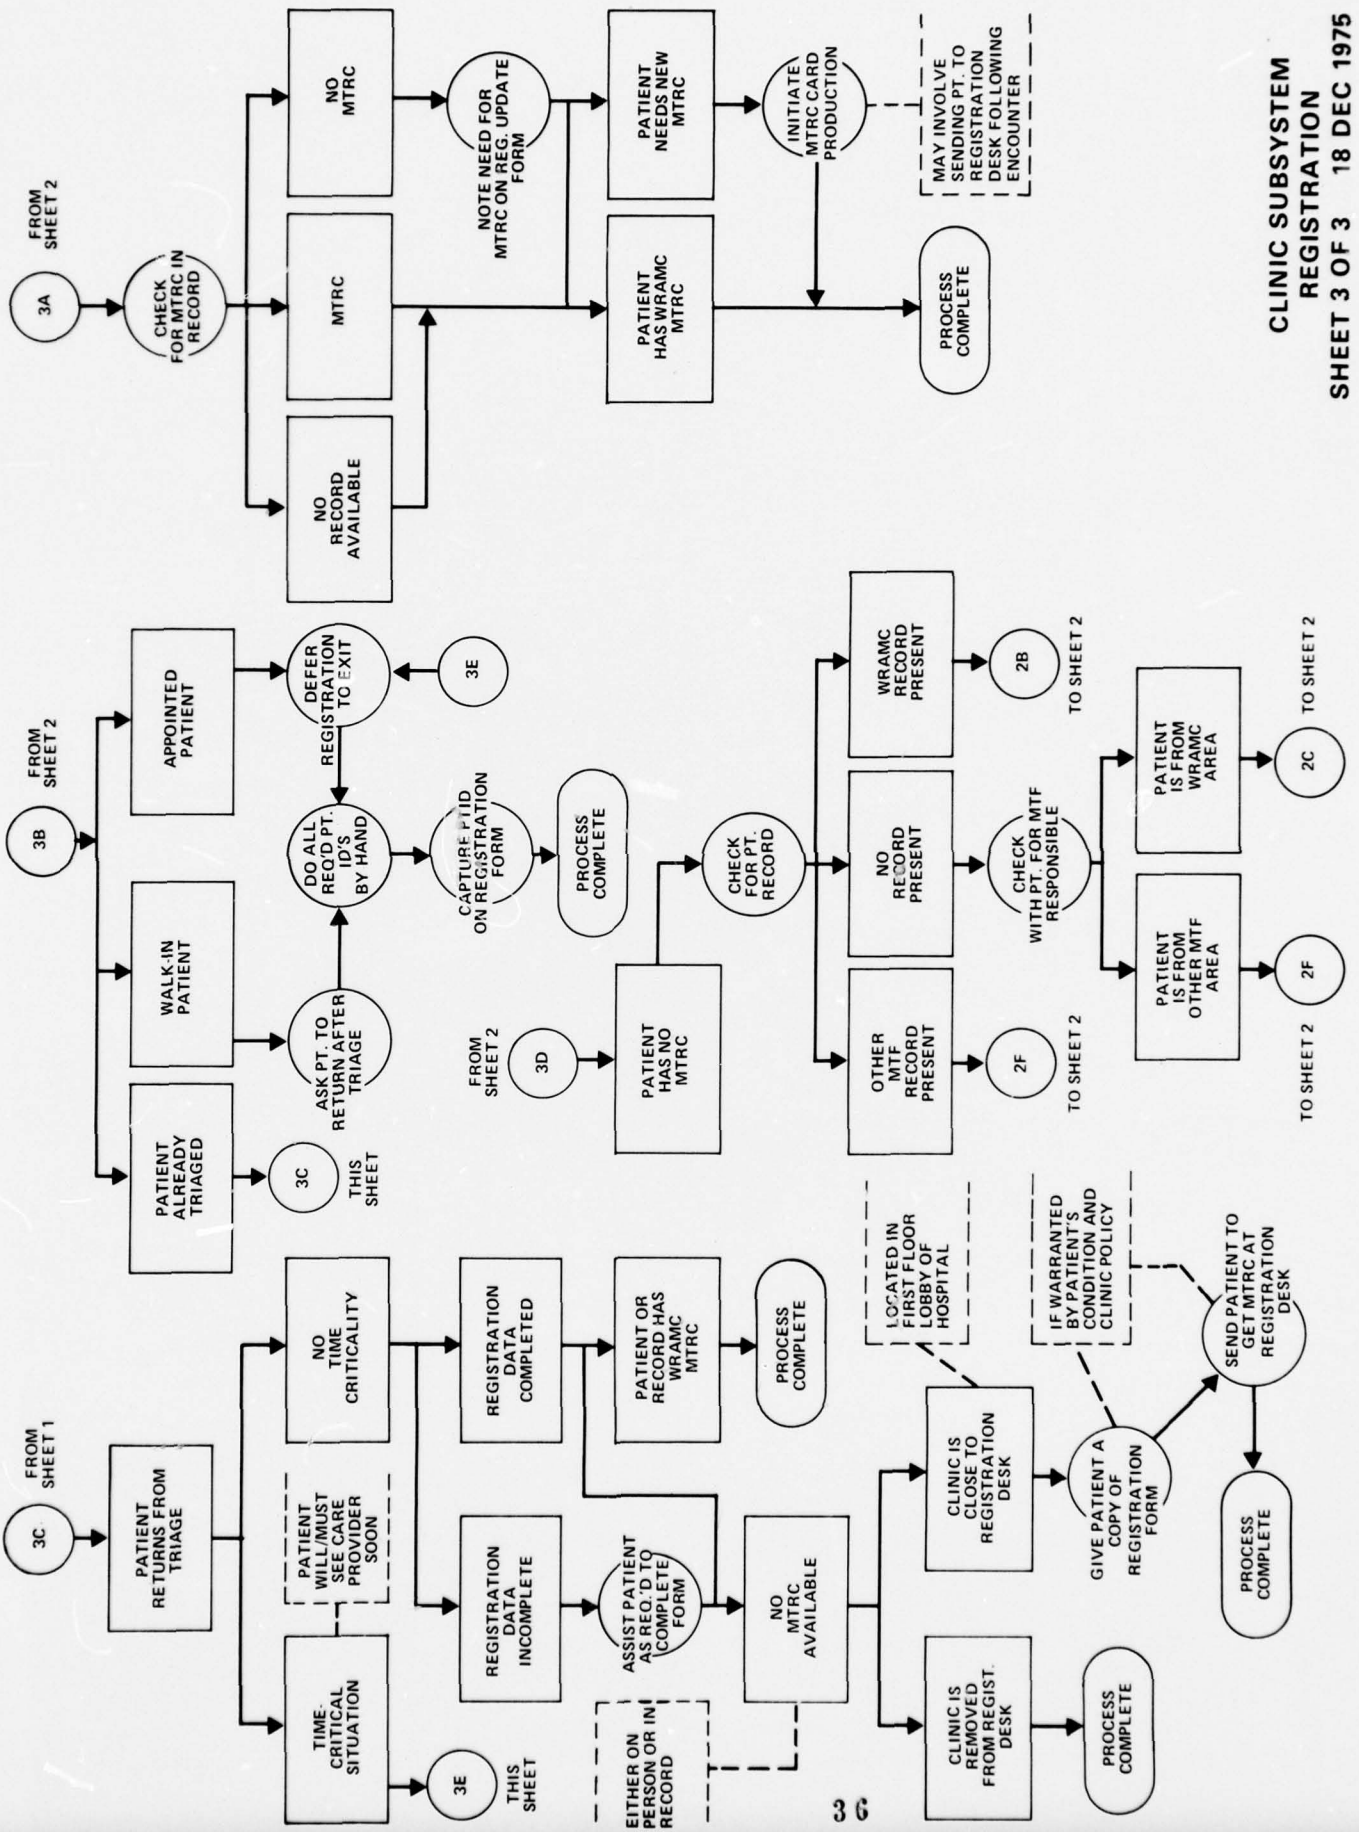 3C
FROM
SHEET 1
PATIENT
RETURNS FROM
TRIAGE
TIME-
CRITICAL
SITUATION
PATIENT
WILL/MUST
SEE CARE
PROVIDER
SOON
NO
TIME
CRITICALITY
3E
THIS
SHEET
REGISTRATION
DATA
INCOMPLETE
REGISTRATION
DATA
COMPLETED
EITHER ON
PERSON OR IN
RECORD
ASSIST PATIENT
AS REQ.'D TO
COMPLETE
FORM
PATIENT OR
RECORD HAS
WRAMC
MTRC
NO
MTRC
AVAILABLE
PROCESS
COMPLETE
LOCATED IN
FIRST FLOOR
LOBBY OF
HOSPITAL
CLINIC IS
REMOVED
FROM REGIST.
DESK
CLINIC IS
CLOSE TO
REGISTRATION
DESK
IF WARRANTED
BY PATIENT'S
CONDITION AND
CLINIC POLICY
PROCESS
COMPLETE
GIVE PATIENT A
COPY OF
REGISTRATION
FORM
SEND PATIENT TO
GET MTRC AT
REGISTRATION
DESK
PROCESS
COMPLETE
3B
FROM
SHEET 2
PATIENT
ALREADY
TRIAGED
WALK-IN
PATIENT
APPOINTED
PATIENT
3C
THIS
SHEET
ASK PT. TO
RETURN AFTER
TRIAGE
DO ALL
REQ'D PT.
ID'S
BY HAND
DEFER
REGISTRATION
TO EXIT
3E
CAPTURE PTID
ON REGISTRATION
FORM
PROCESS
COMPLETE
FROM
SHEET 2
3D
PATIENT
HAS NO
MTRC
CHECK
FOR PT.
RECORD
OTHER
MTF
RECORD
PRESENT
NO
RECORD
PRESENT
WRAMC
RECORD
PRESENT
2F
TO SHEET 2
CHECK
WITH PT. FOR MTF
RESPONSIBLE
2B
TO SHEET 2
PATIENT
IS FROM
OTHER MTF
AREA
PATIENT
IS FROM
WRAMC
AREA
TO SHEET 2
2F
2C
TO SHEET 2
3A
FROM
SHEET 2
CHECK
FOR MTRC IN
RECORD
NO
RECORD
AVAILABLE
MTRC
NO
MTRC
NOTE NEED FOR
MTRC ON REG. UPDATE
FORM
PATIENT
HAS WRAMC
MTRC
PATIENT
NEEDS NEW
MTRC
INITIATE
MTRC CARD
PRODUCTION
MAY INVOLVE
SENDING PT. TO
REGISTRATION
DESK FOLLOWING
ENCOUNTER
PROCESS
COMPLETE
CLINIC SUBSYSTEM
REGISTRATION
SHEET 3 OF 3 18 DEC 1975
36